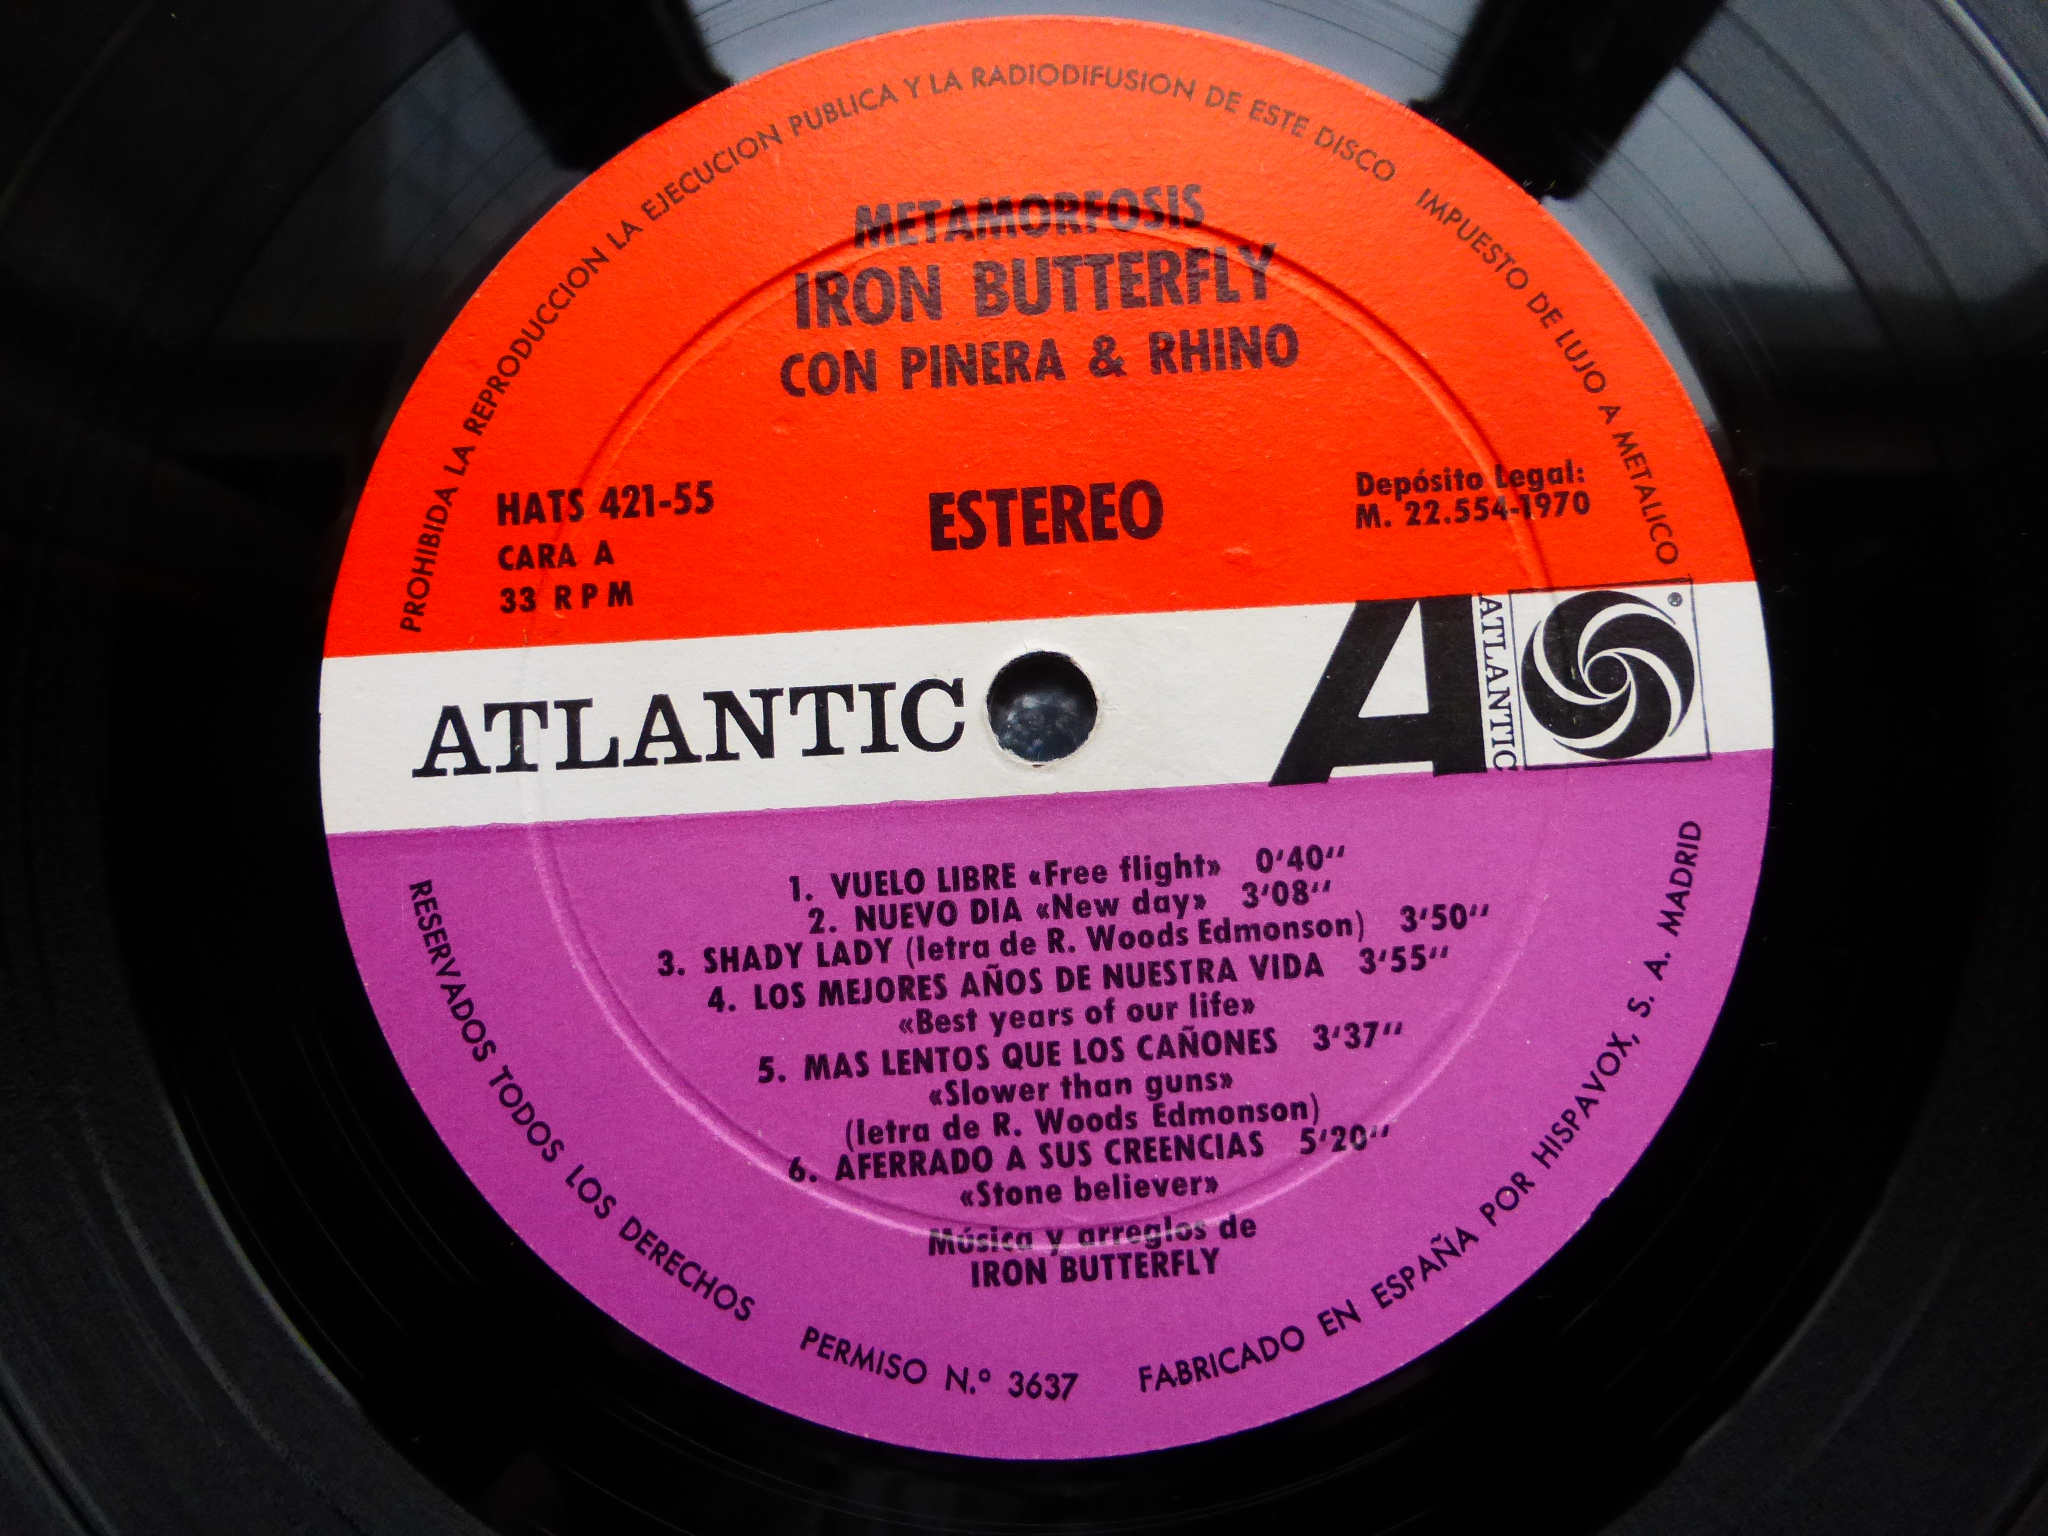 PROHIBIDA LA REPRODUCCION LA EJECUCION PUBLICA Y LA RADIODIFUSION DE ESTE DISCO IMPUESTO DE LUJO A METALICO
METAMORFOSIS
IRON BUTTERFLY
CON PINERA & RHINO
HATS 421-55
CARA A
33 RPM
ESTEREO
Depósito Legal:
M. 22.554-1970
ATLANTIC
A
ATLANTIC
®
1. VUELO LIBRE «Free flight» 0'40''
2. NUEVO DIA «New day» 3'08''
3. SHADY LADY (letra de R. Woods Edmonson) 3'50''
4. LOS MEJORES AÑOS DE NUESTRA VIDA 3'55''
«Best years of our life»
5. MAS LENTOS QUE LOS CAÑONES 3'37''
«Slower than guns»
(letra de R. Woods Edmonson)
6. AFERRADO A SUS CREENCIAS 5'20''
«Stone believer»
Música y arreglos de
IRON BUTTERFLY
RESERVADOS TODOS LOS DERECHOS PERMISO N.º 3637 FABRICADO EN ESPAÑA POR HISPAVOX, S. A. MADRID